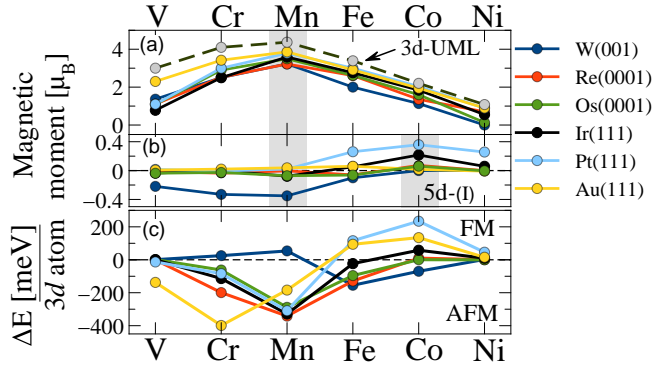 V Cr Mn Fe Co Ni
(a)
3d-UML
4
2
0
Magnetic
moment [μB]
(b)
0.4
0
−0.4
5d-(I)
(c)
FM
200
0
−200
−400
AFM
ΔE [meV]
3d atom
V Cr Mn Fe Co Ni
W(001)
Re(0001)
Os(0001)
Ir(111)
Pt(111)
Au(111)